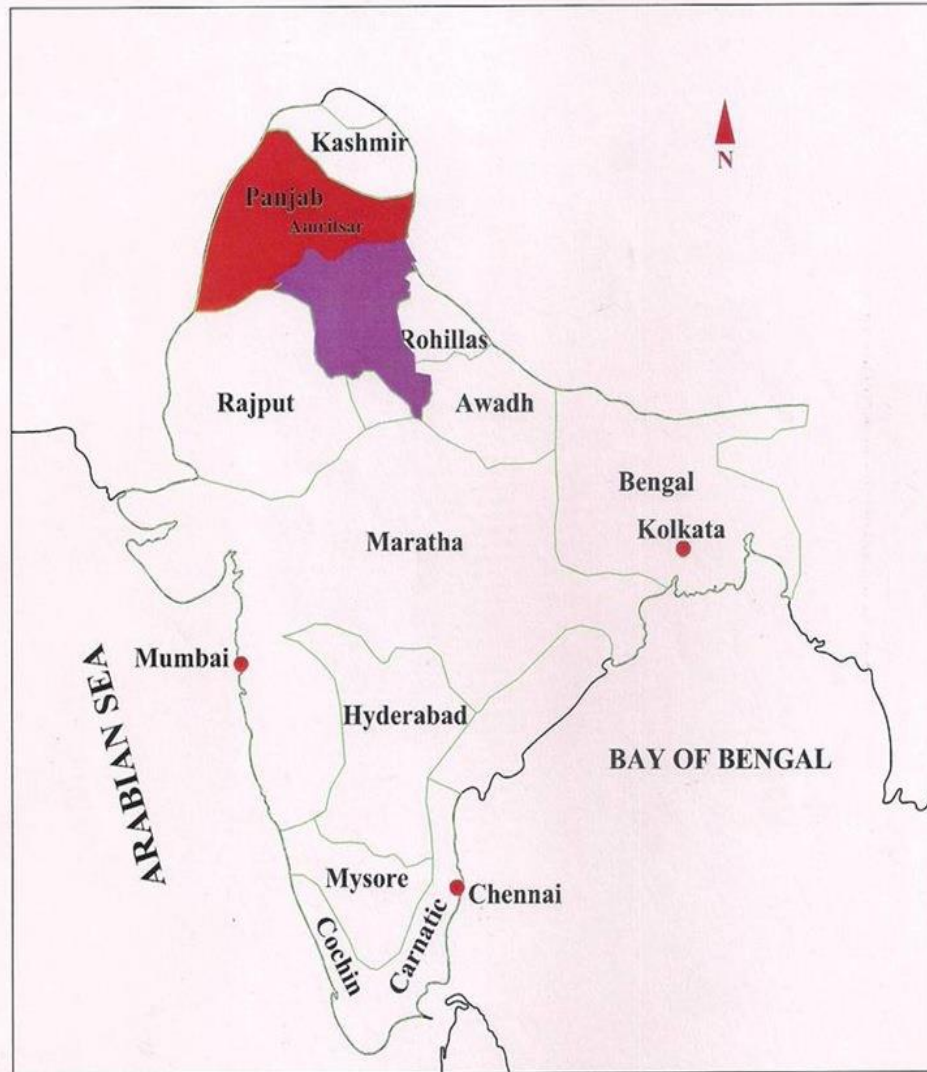 Kashmir
N
Panjab
Amritsar
Rohillas
Rajput
Awadh
Bengal
Kolkata
Maratha
Mumbai
ARABIAN SEA
Hyderabad
BAY OF BENGAL
Mysore
Chennai
Cochin
Carnatic